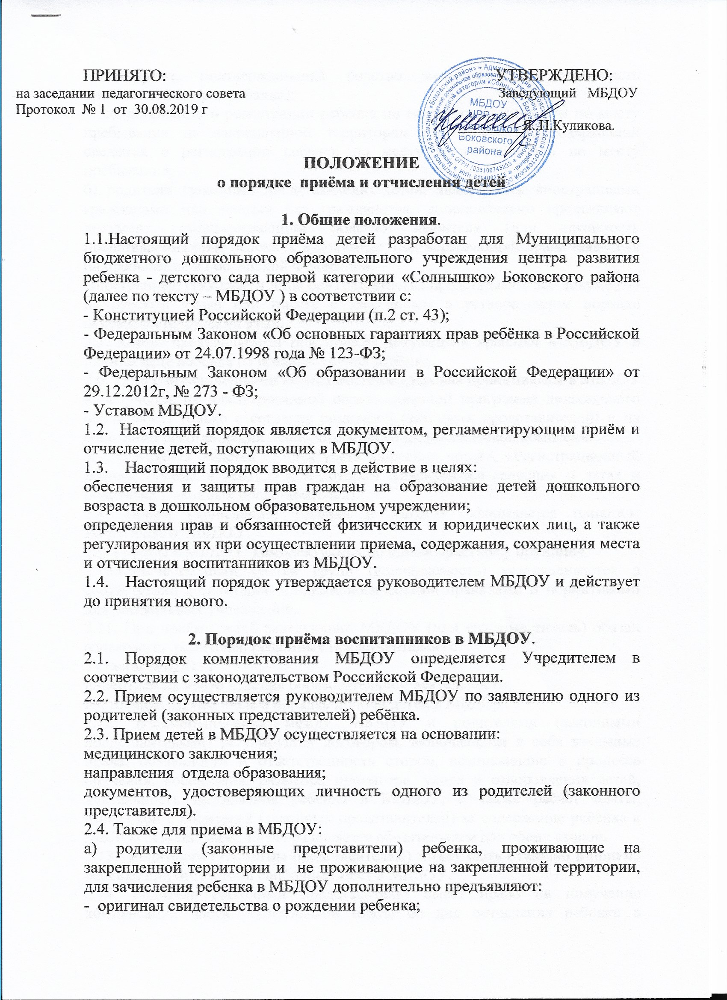 ПРИНЯТО:
на заседании педагогического совета
Протокол № 1 от 30.08.2019 г
УТВЕРЖДЕНО:
Заведующий МБДОУ
Я.Н.Куликова.
МБДОУ
ЦРР д/с
«Солнышко»
Боковского
района
ОГРН 1026100745923
ПОЛОЖЕНИЕ
о порядке приёма и отчисления детей
1. Общие положения.
1.1.Настоящий порядок приёма детей разработан для Муниципального
бюджетного дошкольного образовательного учреждения центра развития
ребенка - детского сада первой категории «Солнышко» Боковского района
(далее по тексту – МБДОУ ) в соответствии с:
- Конституцией Российской Федерации (п.2 ст. 43);
- Федеральным Законом «Об основных гарантиях прав ребёнка в Российской
Федерации» от 24.07.1998 года № 123-ФЗ;
- Федеральным Законом «Об образовании в Российской Федерации» от
29.12.2012г, № 273 - ФЗ;
- Уставом МБДОУ.
1.2. Настоящий порядок является документом, регламентирующим приём и
отчисление детей, поступающих в МБДОУ.
1.3. Настоящий порядок вводится в действие в целях:
обеспечения и защиты прав граждан на образование детей дошкольного
возраста в дошкольном образовательном учреждении;
определения прав и обязанностей физических и юридических лиц, а также
регулирования их при осуществлении приема, содержания, сохранения места
и отчисления воспитанников из МБДОУ.
1.4. Настоящий порядок утверждается руководителем МБДОУ и действует
до принятия нового.
2. Порядок приёма воспитанников в МБДОУ.
2.1. Порядок комплектования МБДОУ определяется Учредителем в
соответствии с законодательством Российской Федерации.
2.2. Прием осуществляется руководителем МБДОУ по заявлению одного из
родителей (законных представителей) ребёнка.
2.3. Прием детей в МБДОУ осуществляется на основании:
медицинского заключения;
направления отдела образования;
документов, удостоверяющих личность одного из родителей (законного
представителя).
2.4. Также для приема в МБДОУ:
а) родители (законные представители) ребенка, проживающие на
закрепленной территории и не проживающие на закрепленной территории,
для зачисления ребенка в МБДОУ дополнительно предъявляют:
- оригинал свидетельства о рождении ребенка;